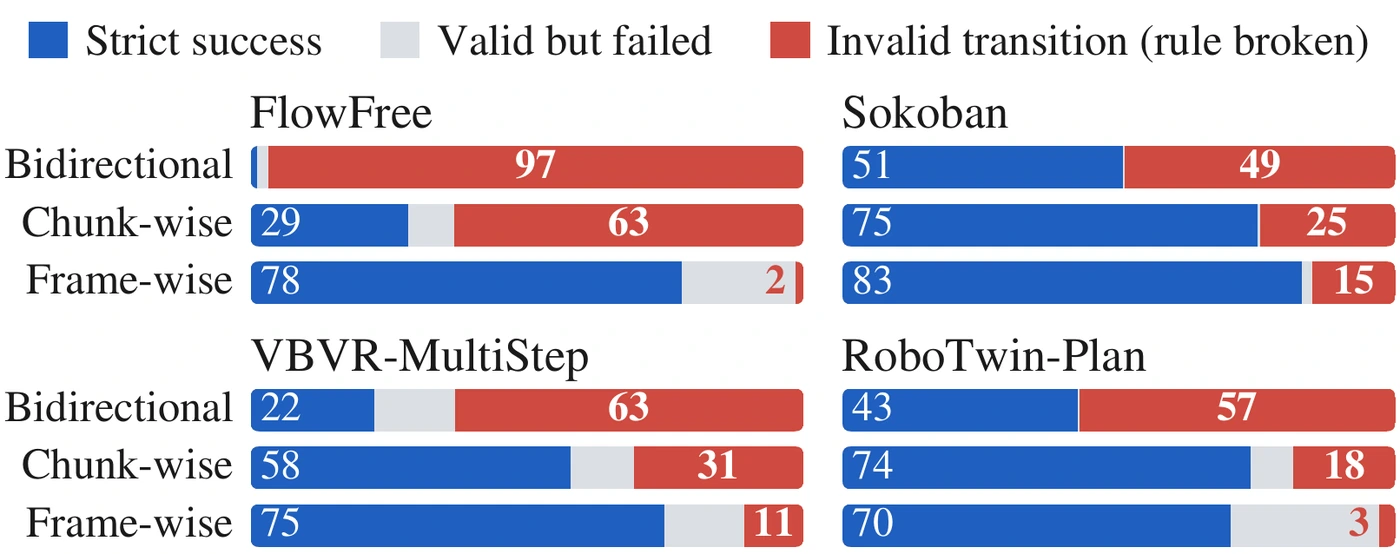 Strict success Valid but failed Invalid transition (rule broken)
FlowFree Sokoban
Bidirectional 97 51 49
Chunk-wise 29 63 75 25
Frame-wise 78 2 83 15
VBVR-MultiStep RoboTwin-Plan
Bidirectional 22 63 43 57
Chunk-wise 58 31 74 18
Frame-wise 75 11 70 3